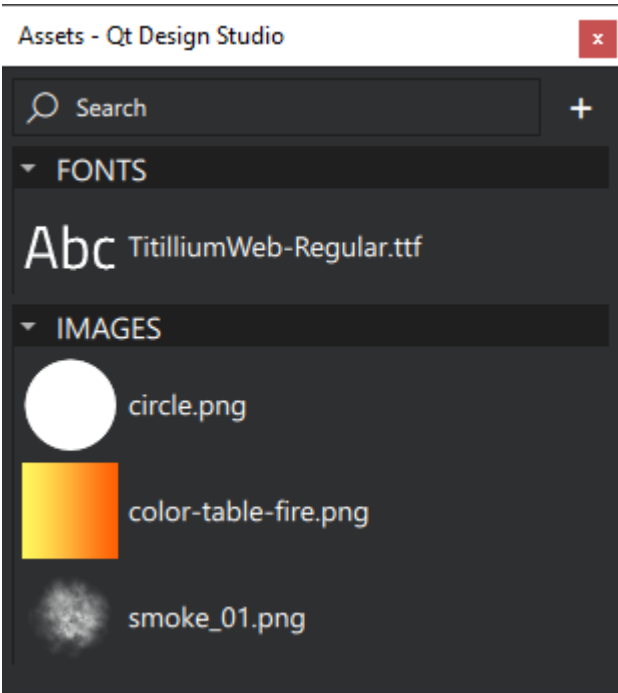 Assets - Qt Design Studio
x
Search
+
FONTS
Abc TitilliumWeb-Regular.ttf
IMAGES
circle.png
color-table-fire.png
smoke_01.png